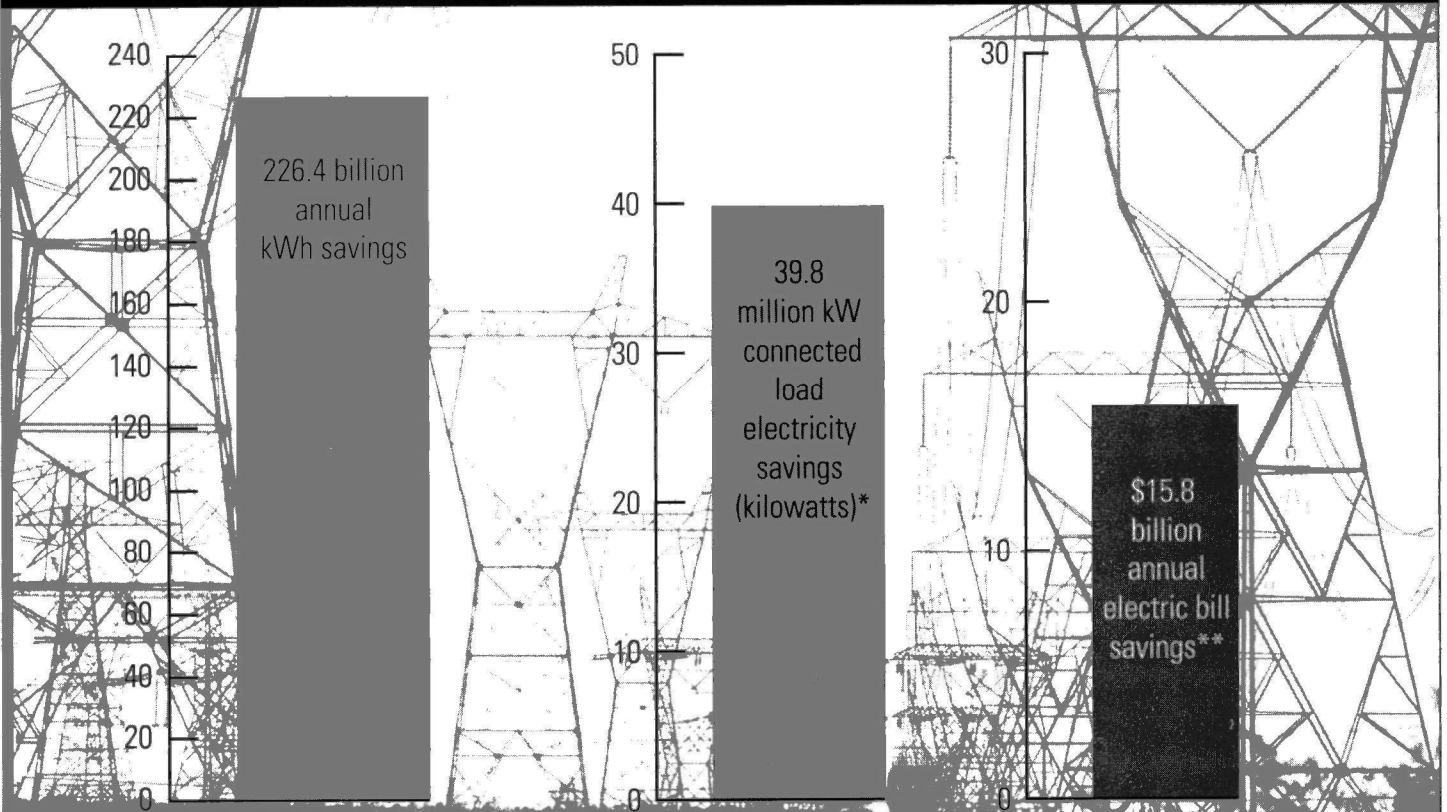 240
220
200
180
160
140
120
100
80
60
40
20
0
226.4 billion
annual
kWh savings
50
40
30
20
10
0
39.8
million kW
connected
load
electricity
savings
(kilowatts)*
30
20
10
0
$15.8
billion
annual
electric bill
savings**